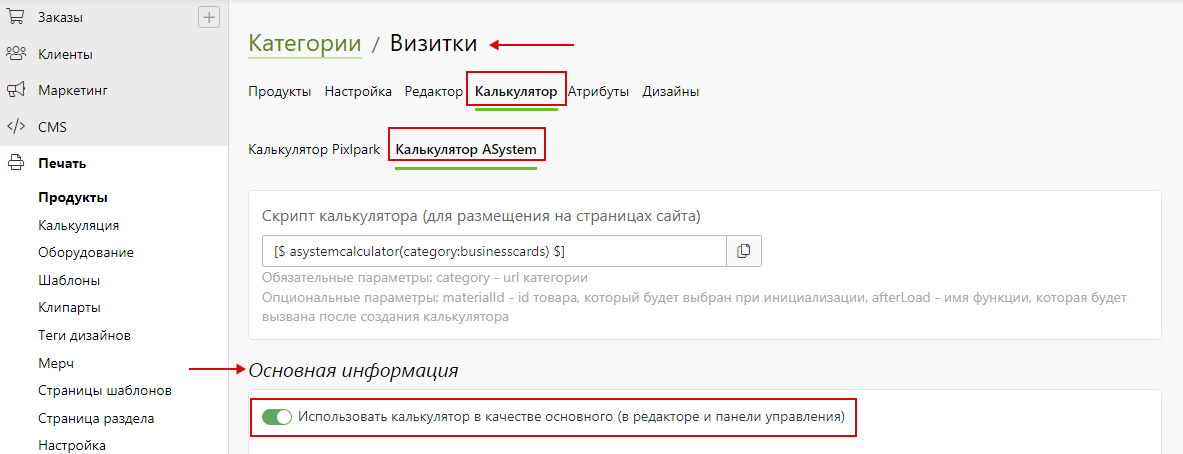 Заказы
Клиенты
Маркетинг
CMS
Печать
Продукты
Калькуляция
Оборудование
Шаблоны
Клипарты
Теги дизайнов
Мерч
Страницы шаблонов
Страница раздела
Настройка
Категории / Визитки
Продукты Настройка Редактор Калькулятор Атрибуты Дизайны
Калькулятор Pixlpark Калькулятор ASystem
Скрипт калькулятора (для размещения на страницах сайта)
[$ asystemcalculator(category:businesscards) $]
Обязательные параметры: category - url категории
Опциональные параметры: materialId - id товара, который будет выбран при инициализации, afterLoad - имя функции, которая будет
вызвана после создания калькулятора
Основная информация
Использовать калькулятор в качестве основного (в редакторе и панели управления)